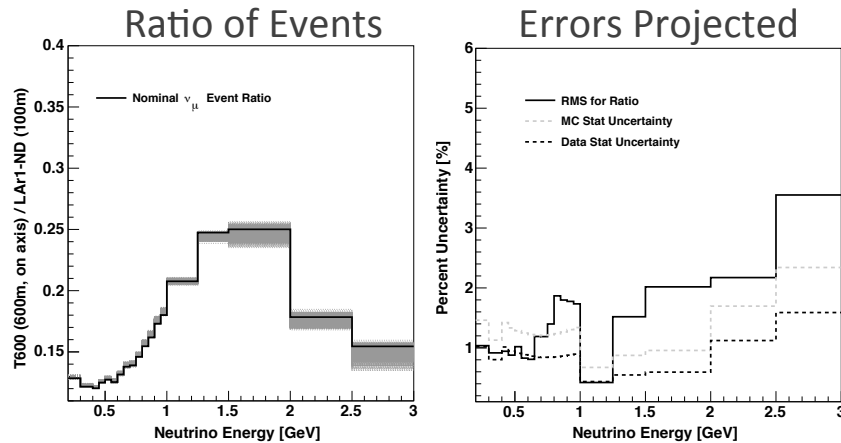 Ratio of Events
0.4
0.35
0.3
0.25
0.2
0.15
Nominal νμ Event Ratio
T600 (600m, on axis) / LAr1-ND (100m)
0.5
1
1.5
2
2.5
3
Neutrino Energy [GeV]
Errors Projected
6
5
4
3
2
1
RMS for Ratio
MC Stat Uncertainty
Data Stat Uncertainty
Percent Uncertainty [%]
0.5
1
1.5
2
2.5
3
Neutrino Energy [GeV]